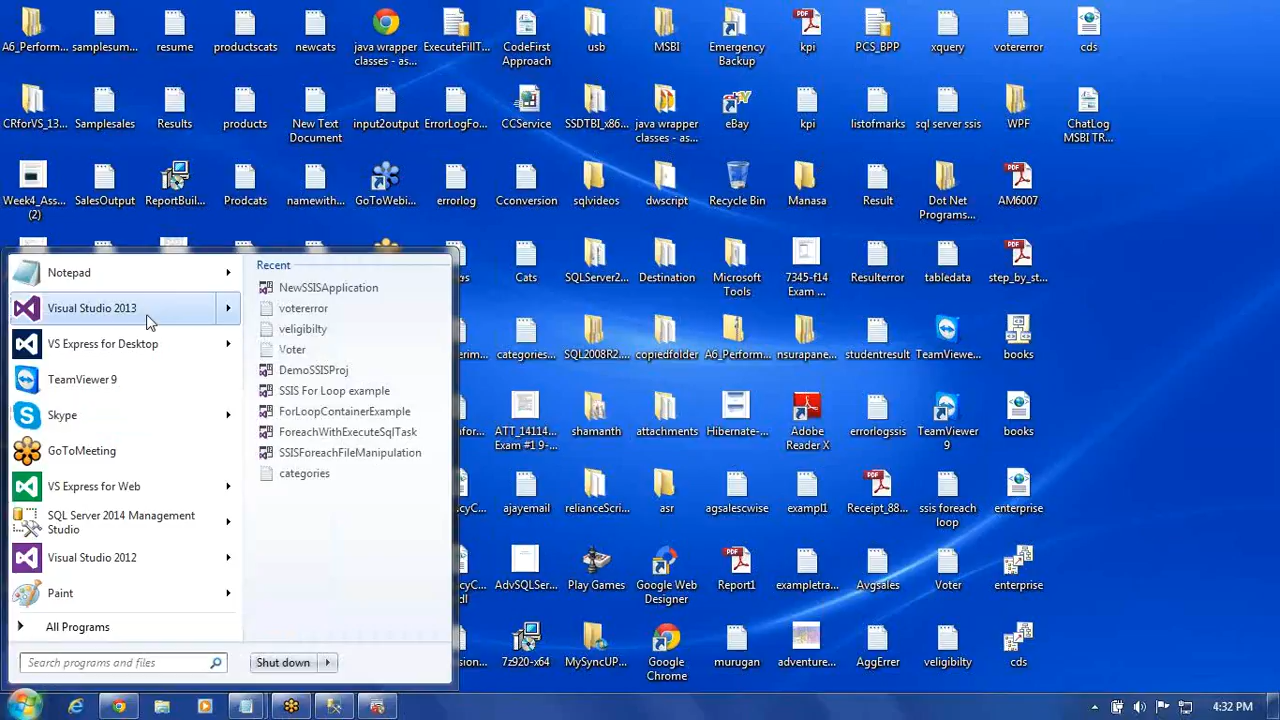 A6_Perform...
samplesum...
resume
productscats
newcats
java wrapper
classes - as...
ExecuteFillT...
CodeFirst
Approach
usb
MSBI
Emergency
Backup
kpi
PCS_BPP
xquery
votererror
cds
CRforVS_13...
Samplesales
Results
products
New Text
Document
input2output
ErrorLogFo...
CCService
SSDTBI_x86...
java wrapper
classes - as...
eBay
kpi
listofmarks
sql server ssis
WPF
ChatLog
MSBI TR...
Week4_Ass...
(2)
SalesOutput
ReportBuil...
Prodcats
namewith...
GoToWebi...
errorlog
Cconversion
sqlvideos
dwscript
Recycle Bin
Manasa
Result
Dot Net
Programs...
AM6007
Cats
SQLServer2...
Destination
Microsoft
Tools
7345-f14
Exam ...
Resulterror
tabledata
step_by_st...
categories...
SQL2008R2...
copiedfolder
A6_Perform...
nsurapane...
studentresult
TeamViewe...
books
ATT_14114...
Exam #1.9-...
shamanth
attachments
Hibernate-...
Adobe
Reader X
errorlogssis
TeamViewer
9
books
ajayemail
relianceScri...
asr
agsalescwise
exampl1
Receipt_88...
ssis foreach
loop
enterprise
AdvSQLSer...
Play Games
Google Web
Designer
Report1
exampletra...
Avgsales
Voter
enterprise
7z920-x64
MySyncUP...
Google
Chrome
murugan
adventure...
AggErrer
veligibilty
cds
Notepad
Visual Studio 2013
VS Express for Desktop
TeamViewer 9
Skype
GoToMeeting
VS Express for Web
SQL Server 2014 Management
Studio
Visual Studio 2012
Paint
All Programs
Search programs and files
Recent
NewSSISApplication
votererror
veligibilty
Voter
DemoSSISProj
SSIS For Loop example
ForLoopContainerExample
ForeachWithExecuteSqlTask
SSISForeachFileManipulation
categories
Shut down
4:32 PM